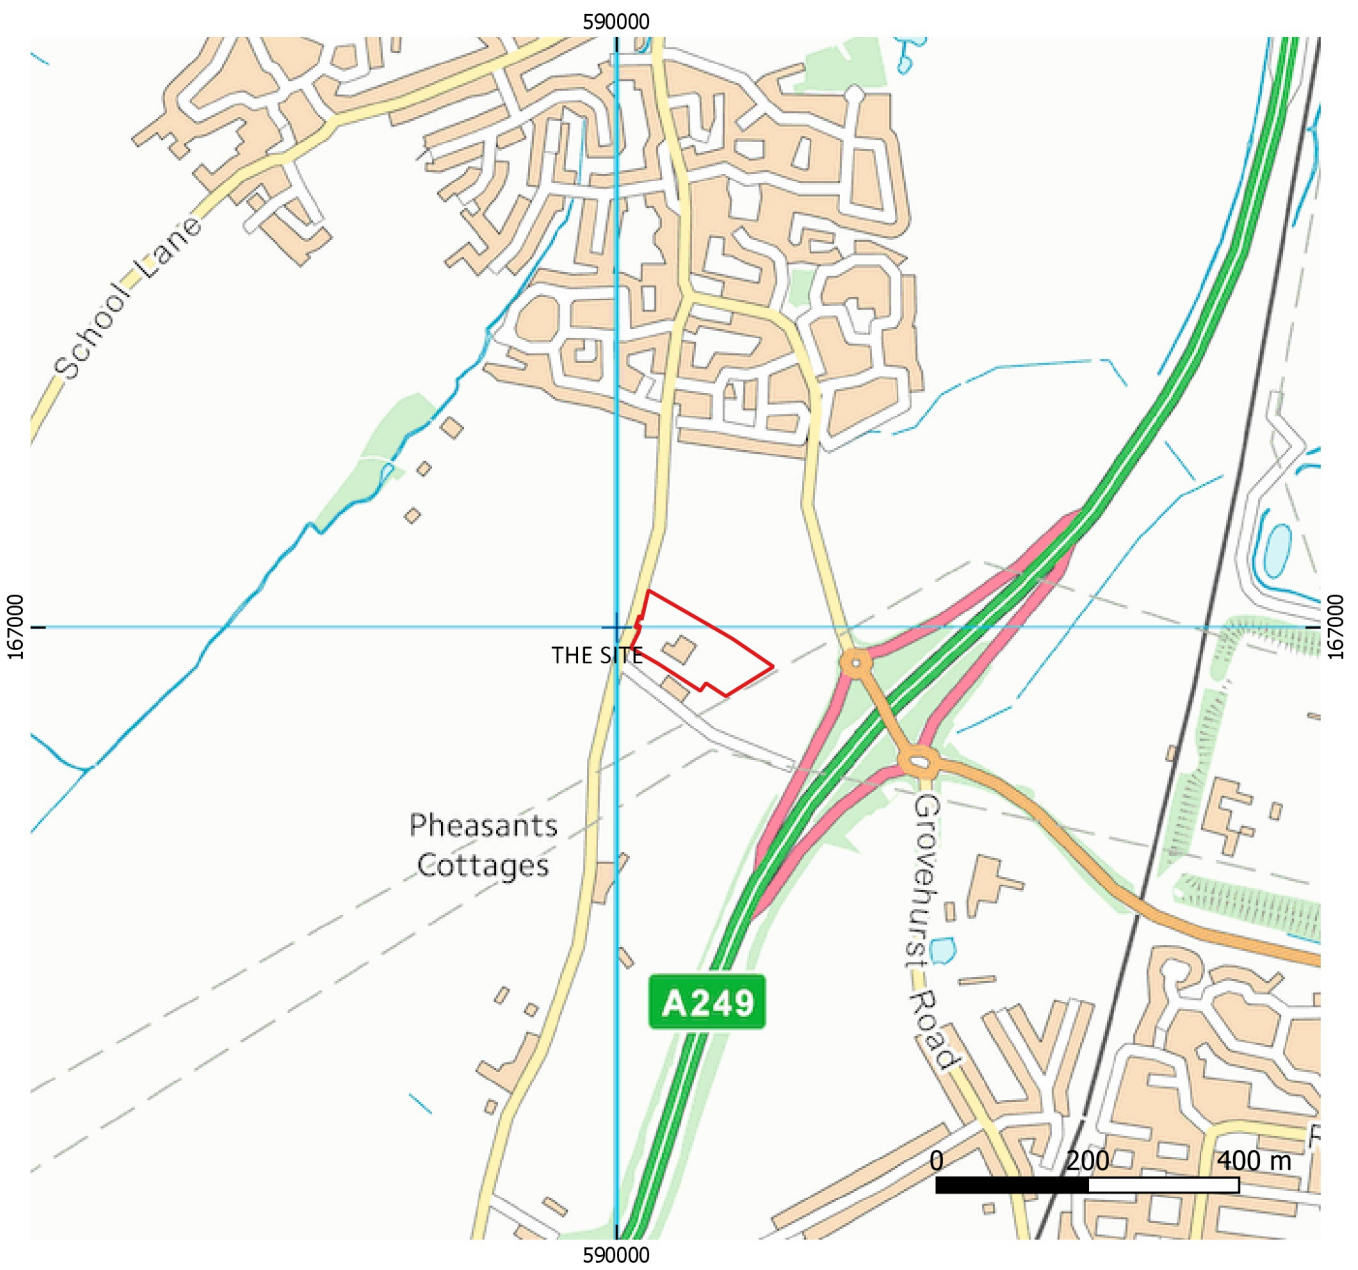 590000
School Lane
167000
167000
THE SITE
Pheasants
Cottages
Grovehurst Road
A249
0 200 400 m
590000